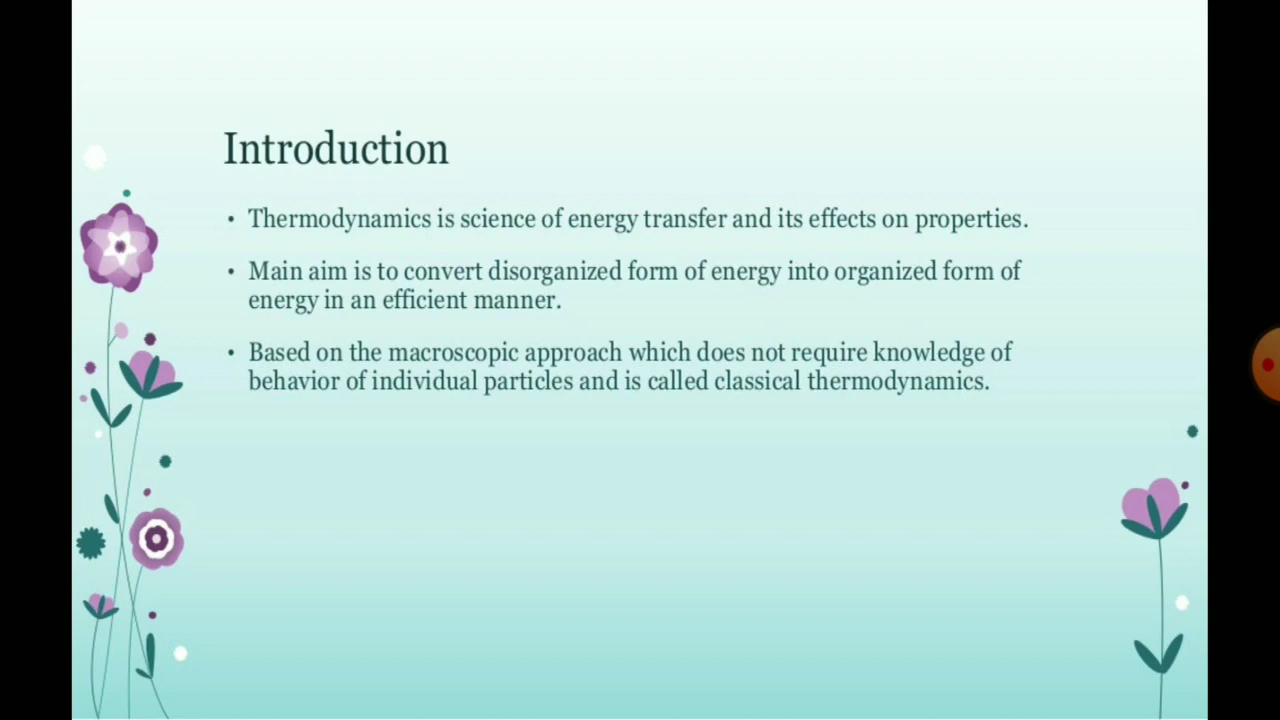 Introduction
• Thermodynamics is science of energy transfer and its effects on properties.
• Main aim is to convert disorganized form of energy into organized form of
energy in an efficient manner.
• Based on the macroscopic approach which does not require knowledge of
behavior of individual particles and is called classical thermodynamics.